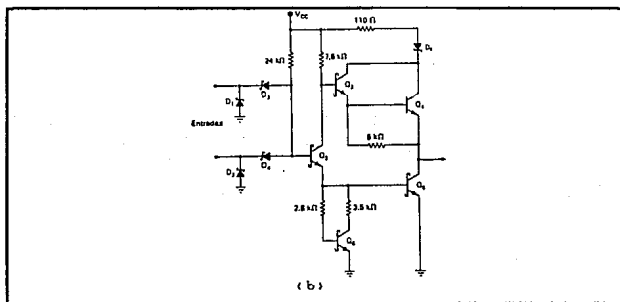 110 Ω
VCC
24 kΩ
7,6 kΩ
D5
Q2
D3
D1
Q4
Entradas
6 kΩ
D4
Q3
D2
Q5
2.8 kΩ
3.5 kΩ
Q6
( b )